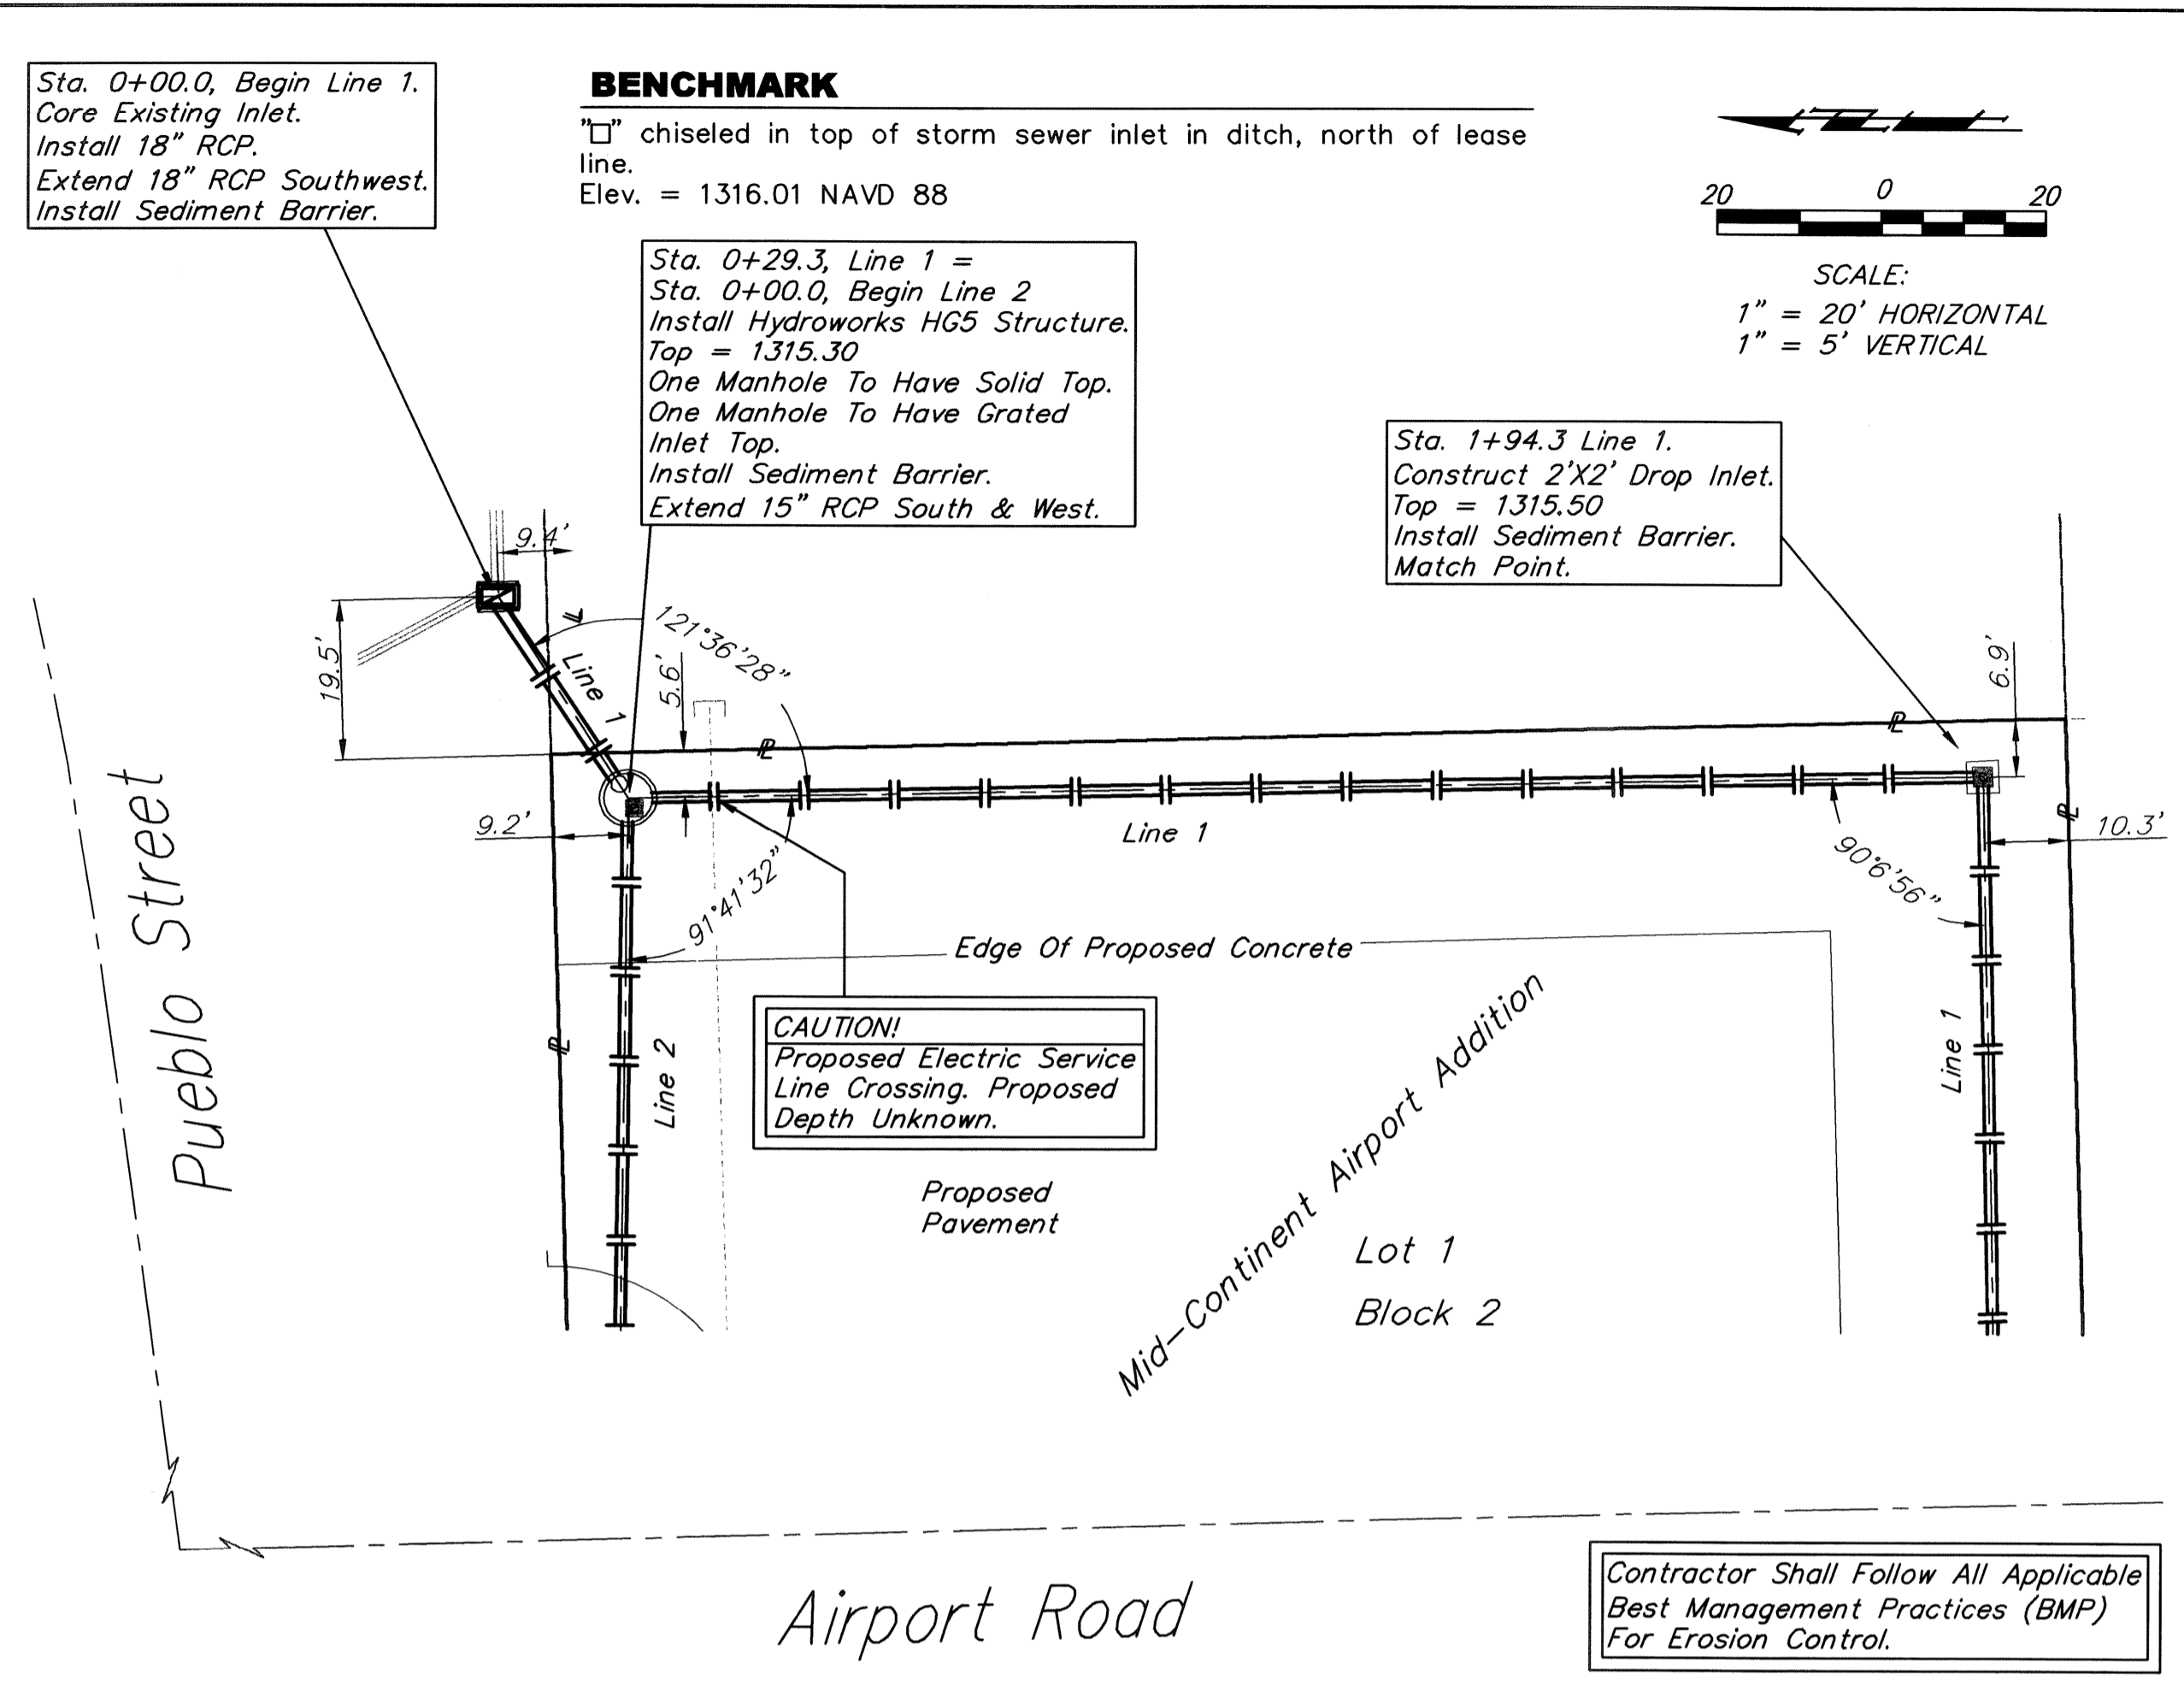 Sta. 0+00.0, Begin Line 1.
Core Existing Inlet.
Install 18" RCP.
Extend 18" RCP Southwest.
Install Sediment Barrier.
BENCHMARK
"□" chiseled in top of storm sewer inlet in ditch, north of lease
line.
Elev. = 1316.01 NAVD 88
20 0 20
SCALE:
1" = 20' HORIZONTAL
1" = 5' VERTICAL
Sta. 0+29.3, Line 1 =
Sta. 0+00.0, Begin Line 2
Install Hydroworks HG5 Structure.
Top = 1315.30
One Manhole To Have Solid Top.
One Manhole To Have Grated
Inlet Top.
Install Sediment Barrier.
Extend 15" RCP South & West.
Sta. 1+94.3 Line 1.
Construct 2'X2' Drop Inlet.
Top = 1315.50
Install Sediment Barrier.
Match Point.
9.4'
19.5'
Line 1
121°36'28"
5.6'
6.9'
PL
PL
PL
9.2'
Line 1
10.3'
91°41'32"
90°6'56"
Edge Of Proposed Concrete
PL
PL
Pueblo Street
Line 2
CAUTION!
Proposed Electric Service
Line Crossing. Proposed
Depth Unknown.
Line 1
Mid-Continent Airport Addition
Proposed
Pavement
Lot 1
Block 2
Airport Road
Contractor Shall Follow All Applicable
Best Management Practices (BMP)
For Erosion Control.